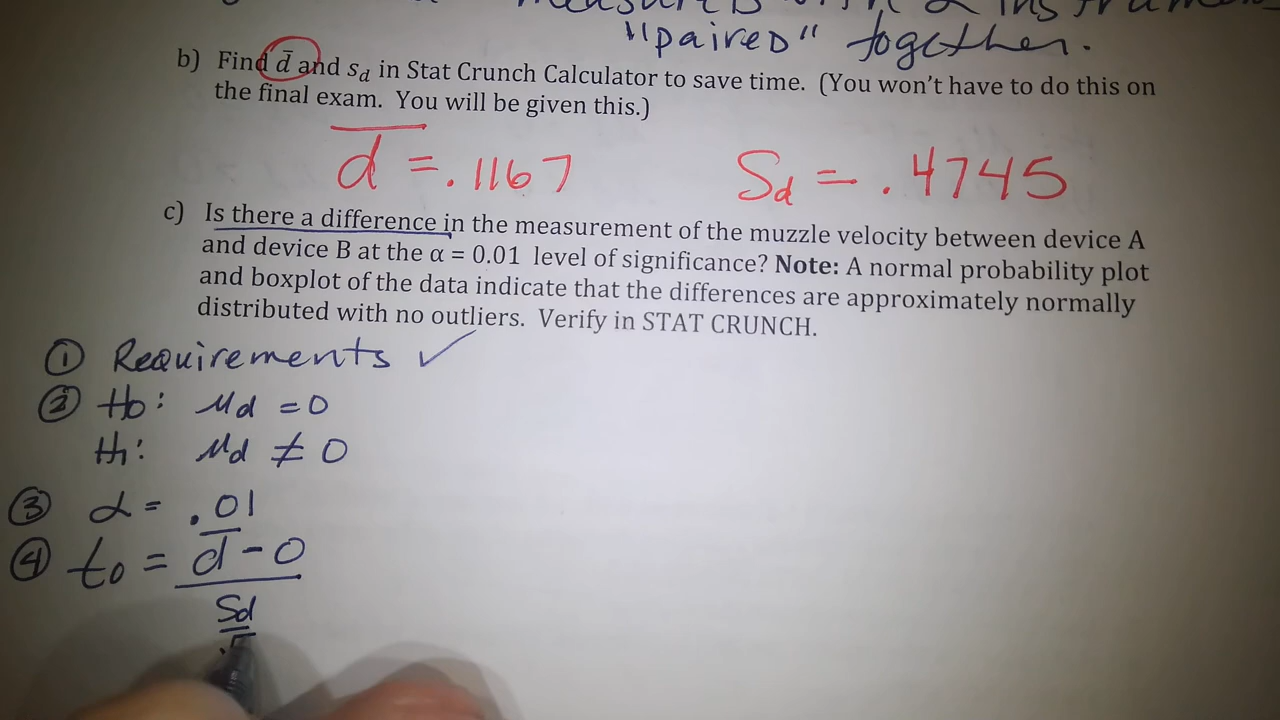 measures with 2 instrumen
"paired" together.
b) Find d̄ and s_d in Stat Crunch Calculator to save time. (You won't have to do this on
the final exam. You will be given this.)
d̄ = .1167 S_d = .4745
c) Is there a difference in the measurement of the muzzle velocity between device A
and device B at the α = 0.01 level of significance? Note: A normal probability plot
and boxplot of the data indicate that the differences are approximately normally
distributed with no outliers. Verify in STAT CRUNCH.
① Requirements ✓
② H0: μd = 0
H1: μd ≠ 0
③ α = .01
④ t0 = d̄ - 0
Sd
√